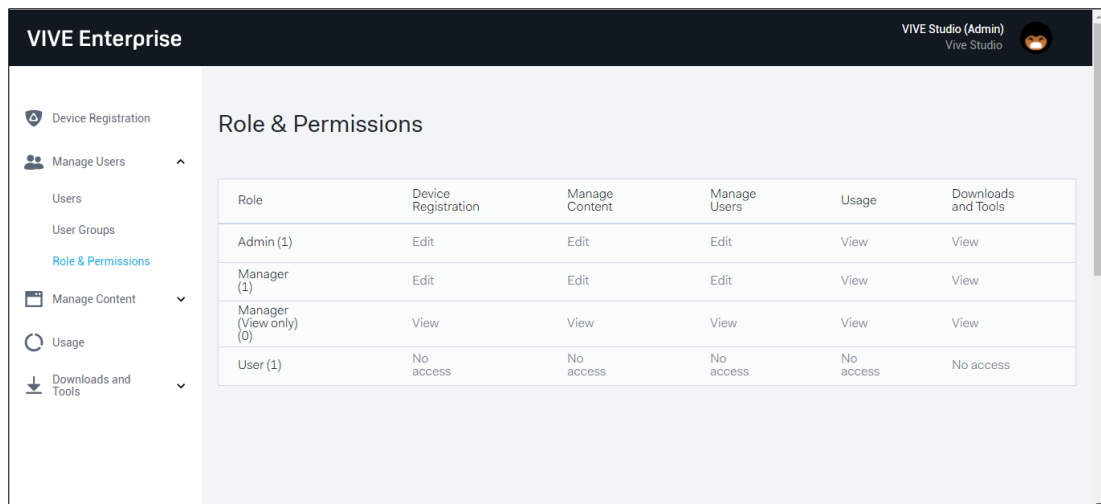 VIVE Enterprise
VIVE Studio (Admin)
Vive Studio
Device Registration
Manage Users
Users
User Groups
Role & Permissions
Manage Content
Usage
Downloads and
Tools
Role & Permissions
Role
Device
Registration
Manage
Content
Manage
Users
Usage
Downloads
and Tools
Admin (1)
Edit
Edit
Edit
View
View
Manager
(1)
Edit
Edit
Edit
View
View
Manager
(View only)
(0)
View
View
View
View
View
User (1)
No
access
No
access
No
access
No
access
No access